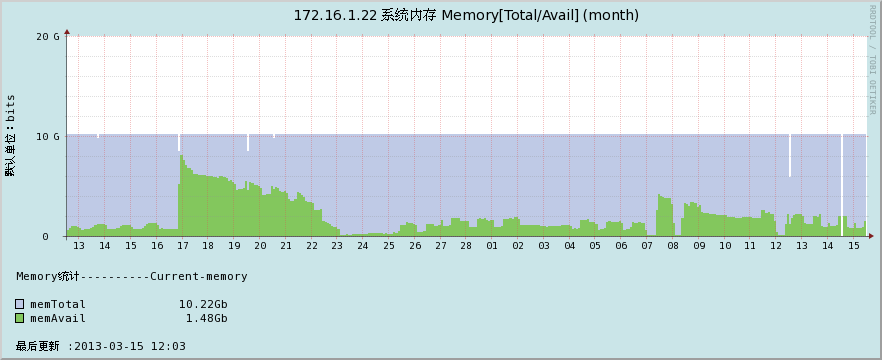 172.16.1.22 系统内存 Memory[Total/Avail] (month)
RRDTOOL / TOBI OETIKER
默认单位：bits
20 G
10 G
0
13 14 15 16 17 18 19 20 21 22 23 24 25 26 27 28 01 02 03 04 05 06 07 08 09 10 11 12 13 14 15
Memory统计----------Current-memory
memTotal 10.22Gb
memAvail 1.48Gb
最后更新 :2013-03-15 12:03